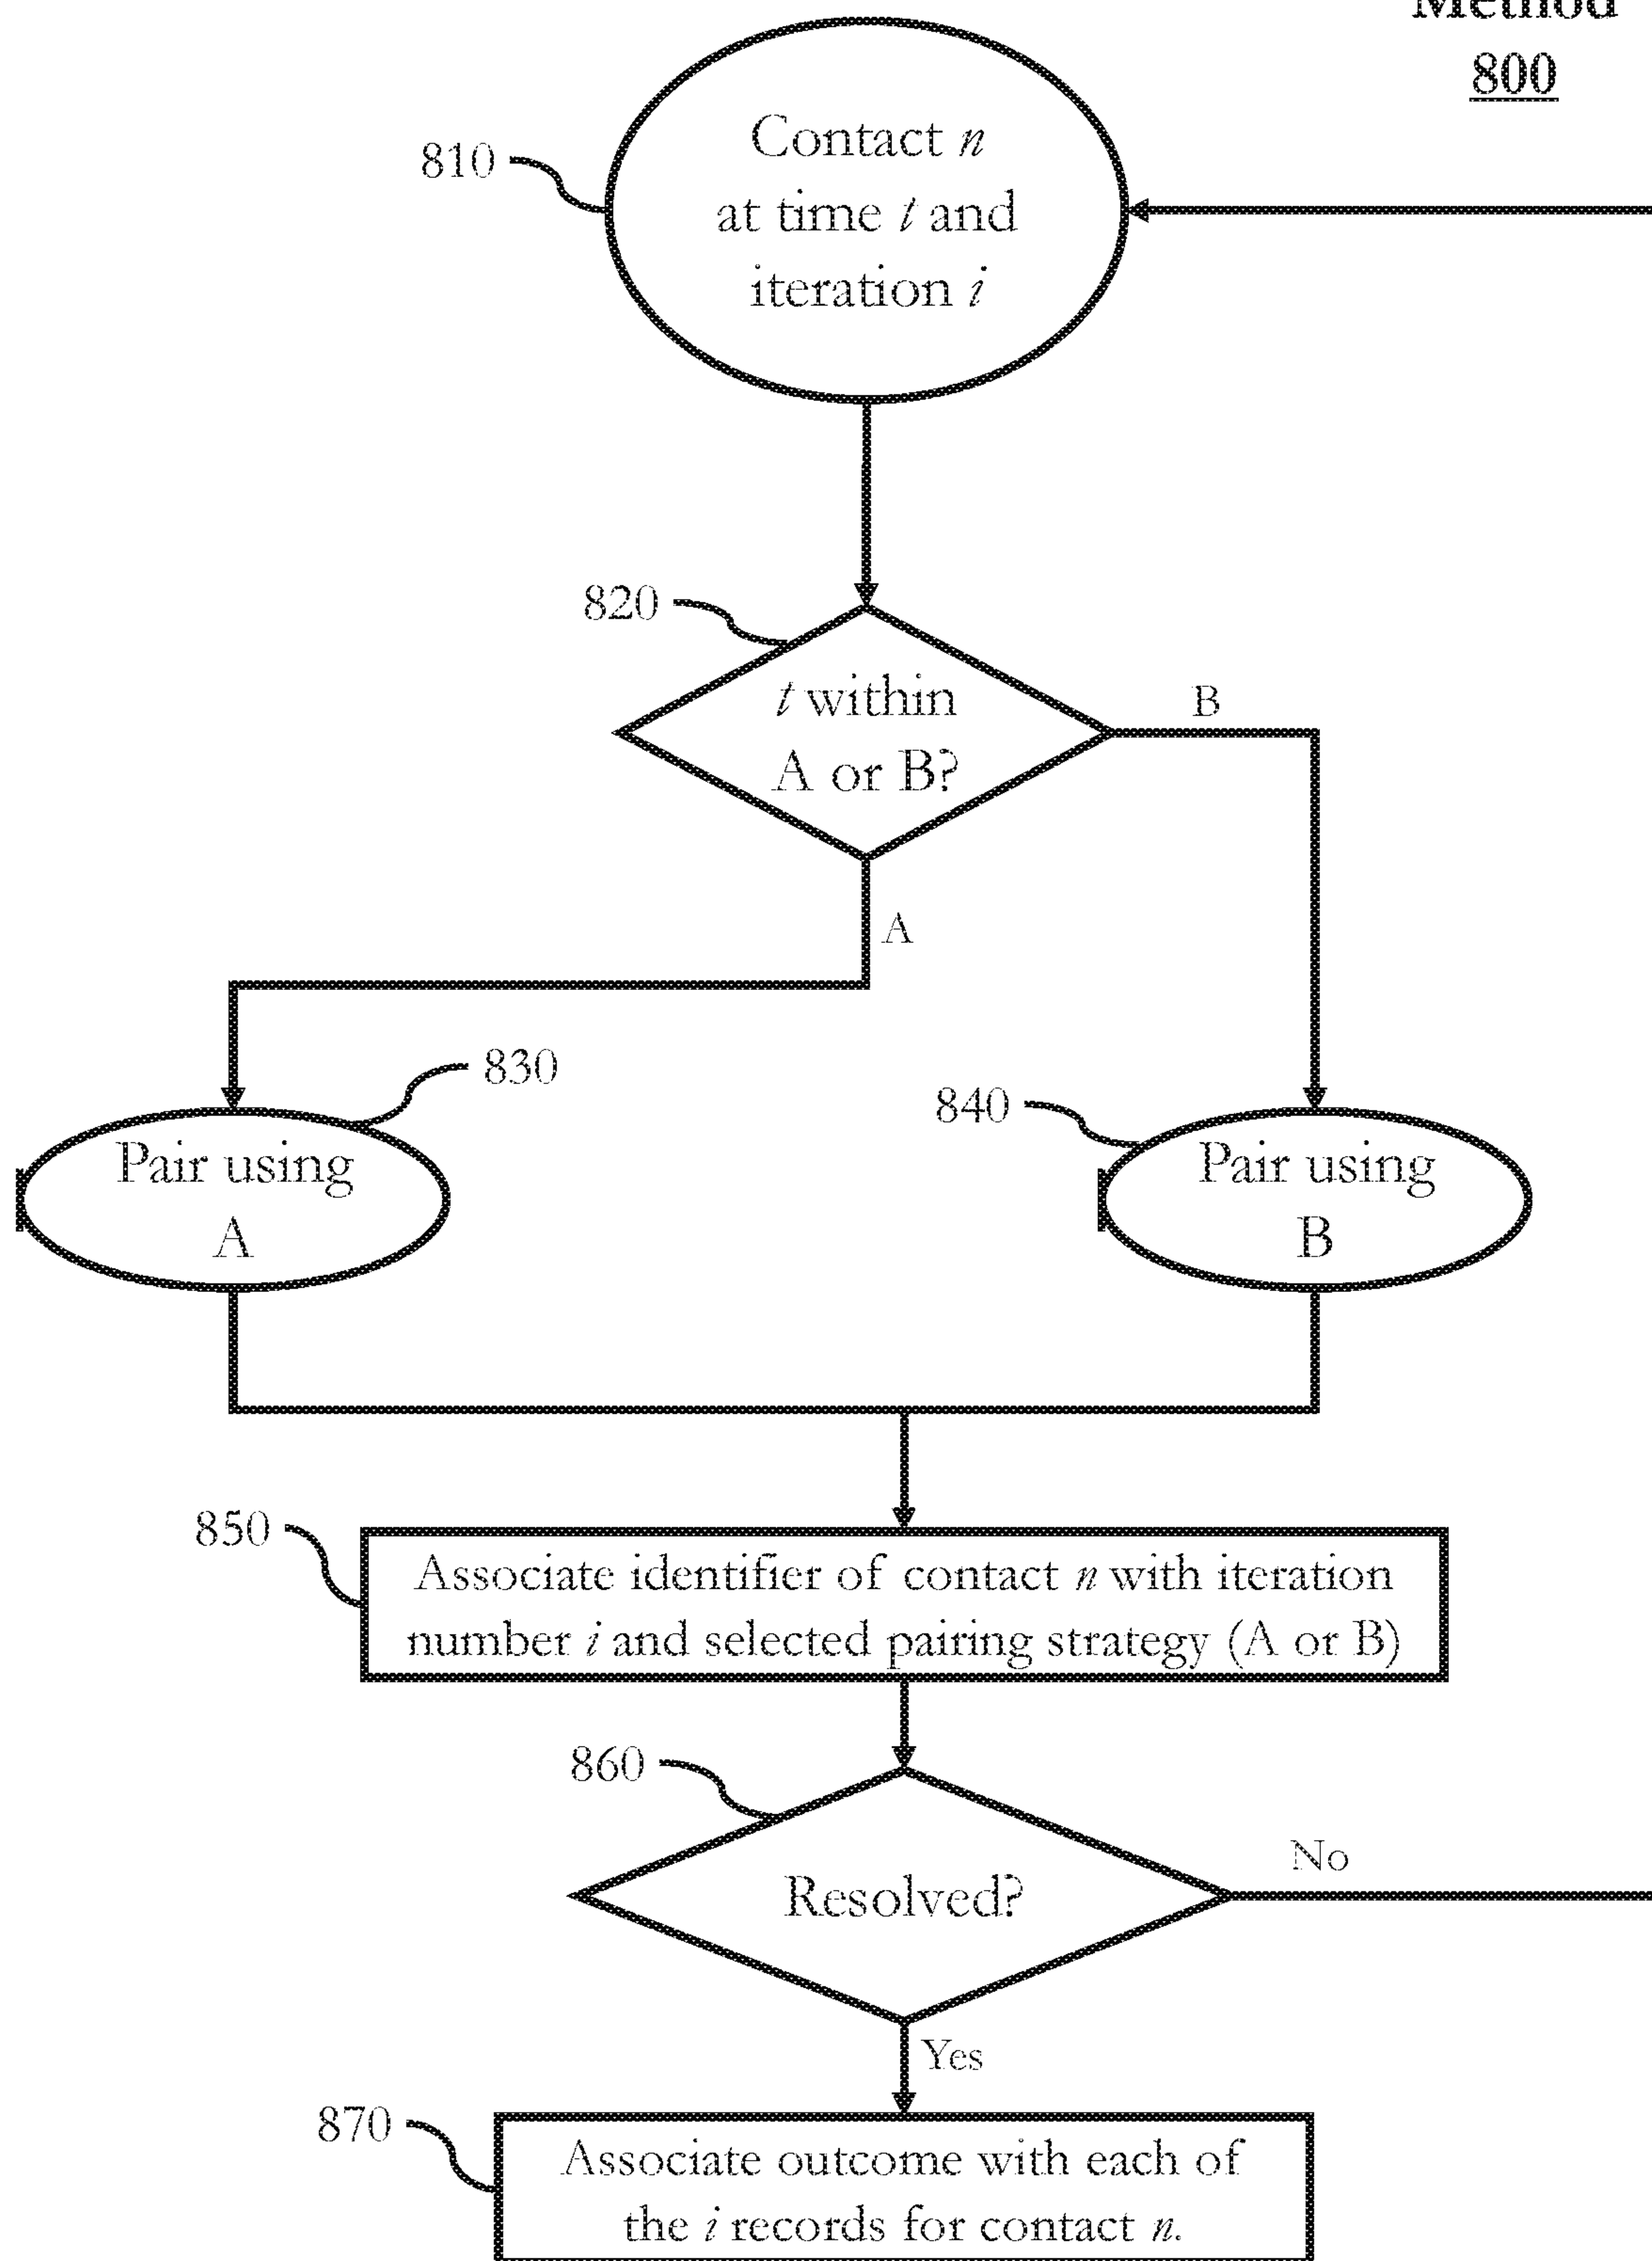 Method
800
810
Contact n
at time t and
iteration i
820
t within
A or B?
B
A
830
Pair using
A
840
Pair using
B
850
Associate identifier of contact n with iteration
number i and selected pairing strategy (A or B)
860
Resolved?
No
Yes
870
Associate outcome with each of
the i records for contact n.